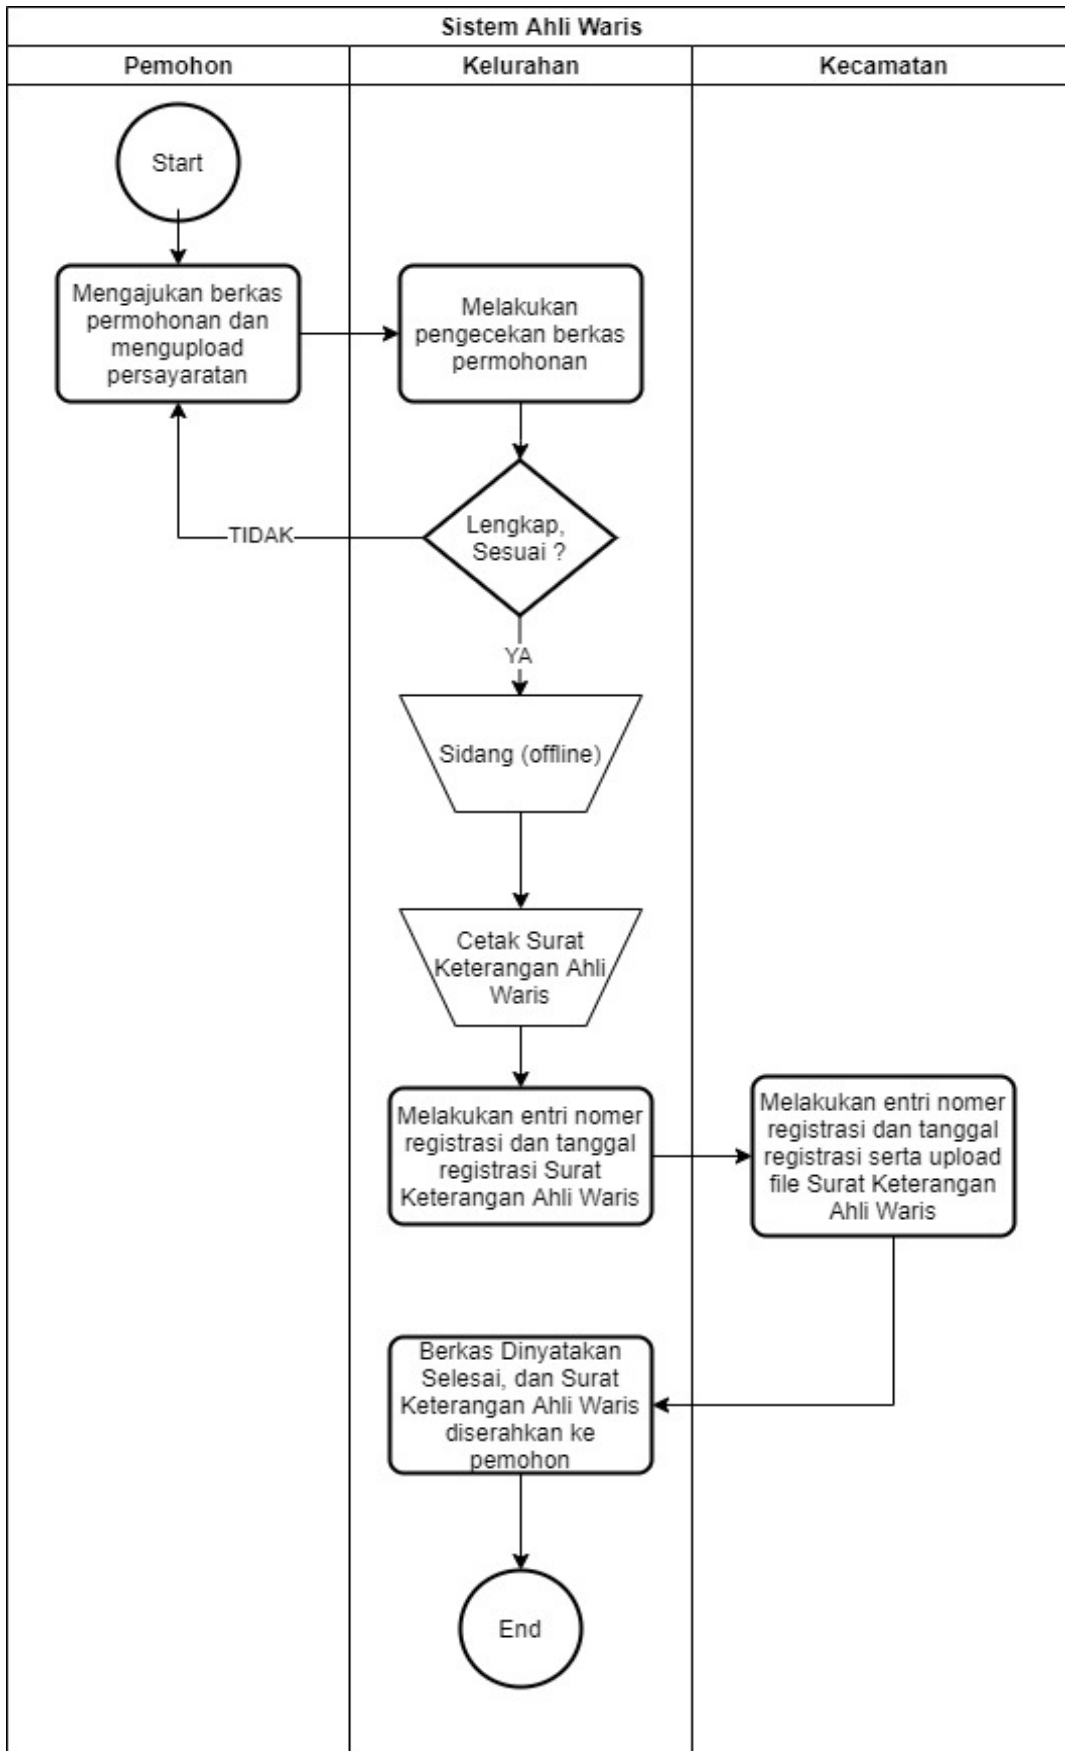 Sistem Ahli Waris
Pemohon
Kelurahan
Kecamatan
Start
Mengajukan berkas
permohonan dan
mengupload
persayaratan
Melakukan
pengecekan berkas
permohonan
Lengkap,
Sesuai ?
TIDAK
YA
Sidang (offline)
Cetak Surat
Keterangan Ahli
Waris
Melakukan entri nomer
registrasi dan tanggal
registrasi Surat
Keterangan Ahli Waris
Melakukan entri nomer
registrasi dan tanggal
registrasi serta upload
file Surat Keterangan
Ahli Waris
Berkas Dinyatakan
Selesai, dan Surat
Keterangan Ahli Waris
diserahkan ke
pemohon
End